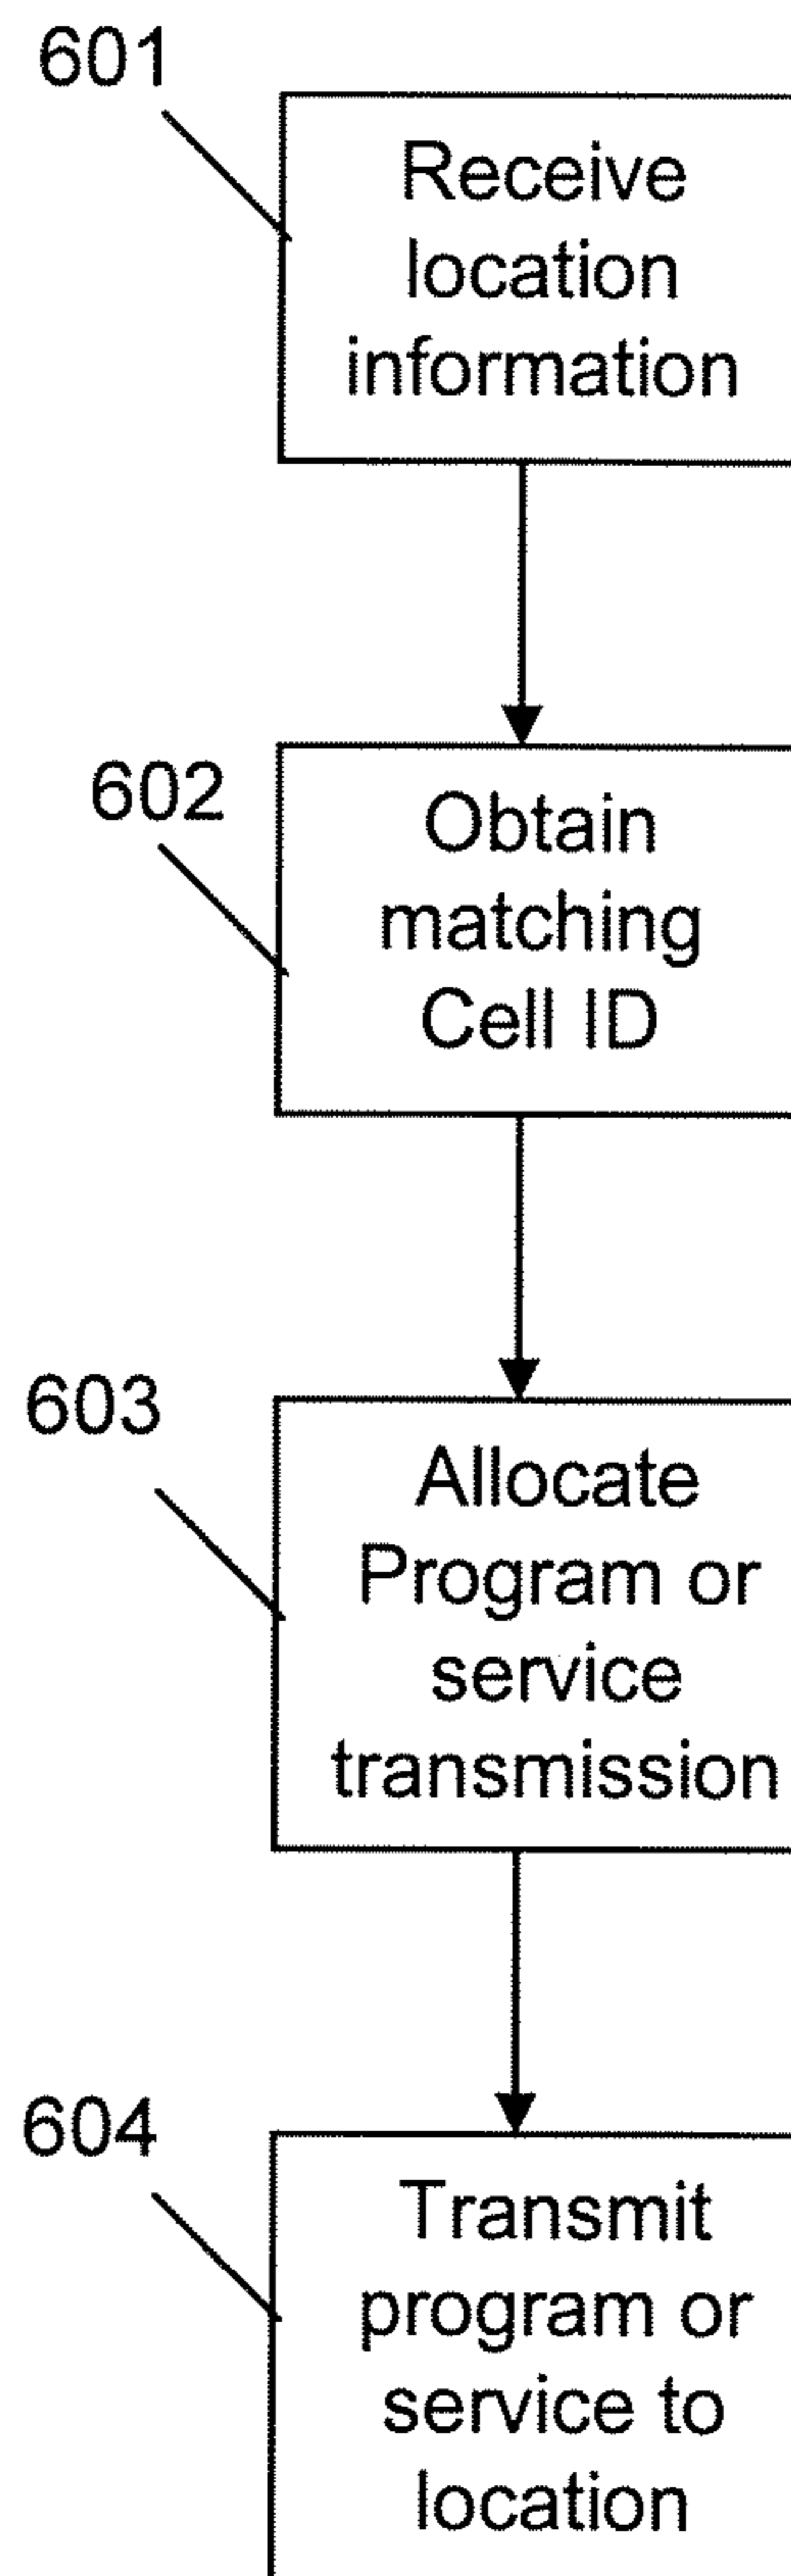 601
Receive
location
information
602
Obtain
matching
Cell ID
603
Allocate
Program or
service
transmission
604
Transmit
program or
service to
location